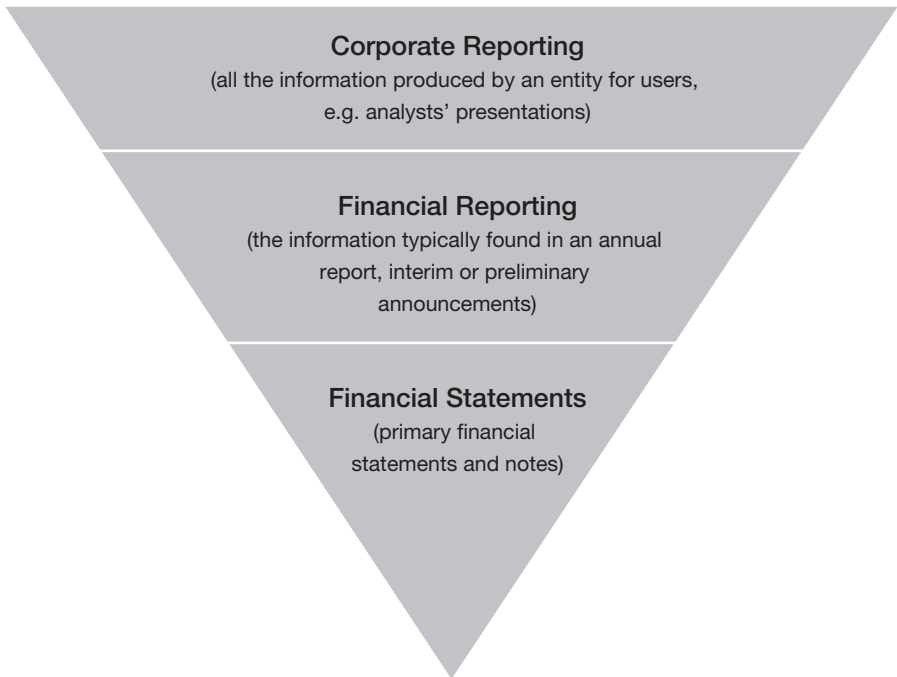 Corporate Reporting
(all the information produced by an entity for users,
e.g. analysts’ presentations)
Financial Reporting
(the information typically found in an annual
report, interim or preliminary
announcements)
Financial Statements
(primary financial
statements and notes)